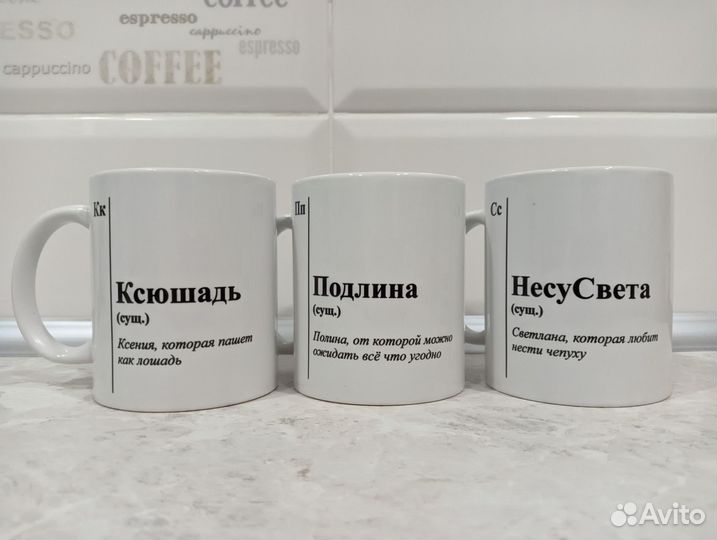 COFFEE
espresso
cappuccino
ESSO
espresso
cappuccino
COFFEE
Кк
Ксюшадь
(сущ.)
Ксения, которая пашет
как лошадь
Пп
Подлина
(сущ.)
Полина, от которой можно
ожидать всё что угодно
Сс
НесуСвета
(сущ.)
Светлана, которая любит
нести чепуху
Avito